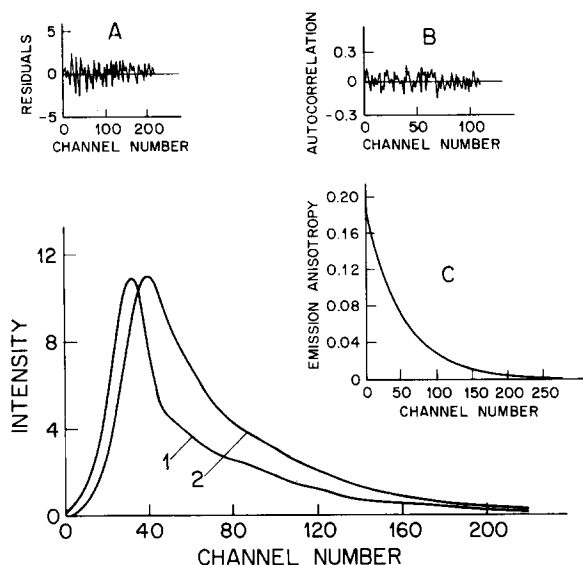 A
RESIDUALS
5
0
-5
0 100 200
CHANNEL NUMBER
B
AUTOCORRELATION
0.3
0
-0.3
0 50 100
CHANNEL NUMBER
C
EMISSION ANISOTROPY
0.20
0.16
0.12
0.08
0.04
0
0 50 100 150 200 250
CHANNEL NUMBER
INTENSITY
12
8
4
0
1
2
0 40 80 120 160 200
CHANNEL NUMBER